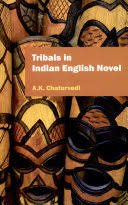 Tribals in
Indian English Novel
A.K. Chaturvedi